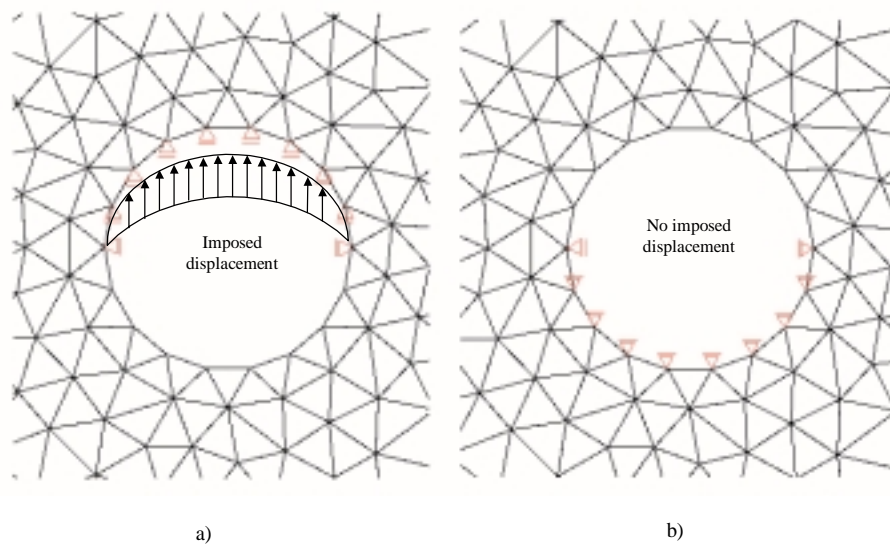 Imposed
displacement
No imposed
displacement
a)
b)